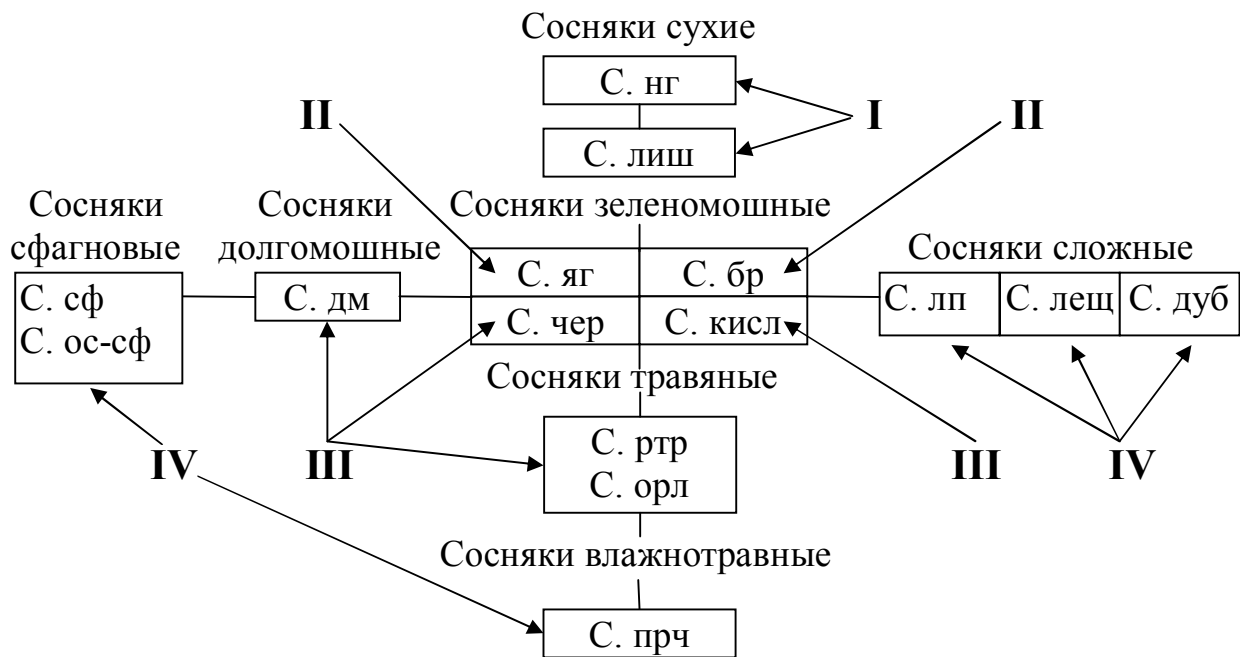 Сосняки сухие
С. нг
II I II
С. лиш
Сосняки сфагновые
Сосняки долгомошные
Сосняки зеленомошные
Сосняки сложные
С. сф
С. ос-сф
С. дм
С. яг С. бр
С. чер С. кисл
С. лп С. лещ С. дуб
Сосняки травяные
С. ртр
С. орл
IV III III IV
Сосняки влажнотравные
С. прч